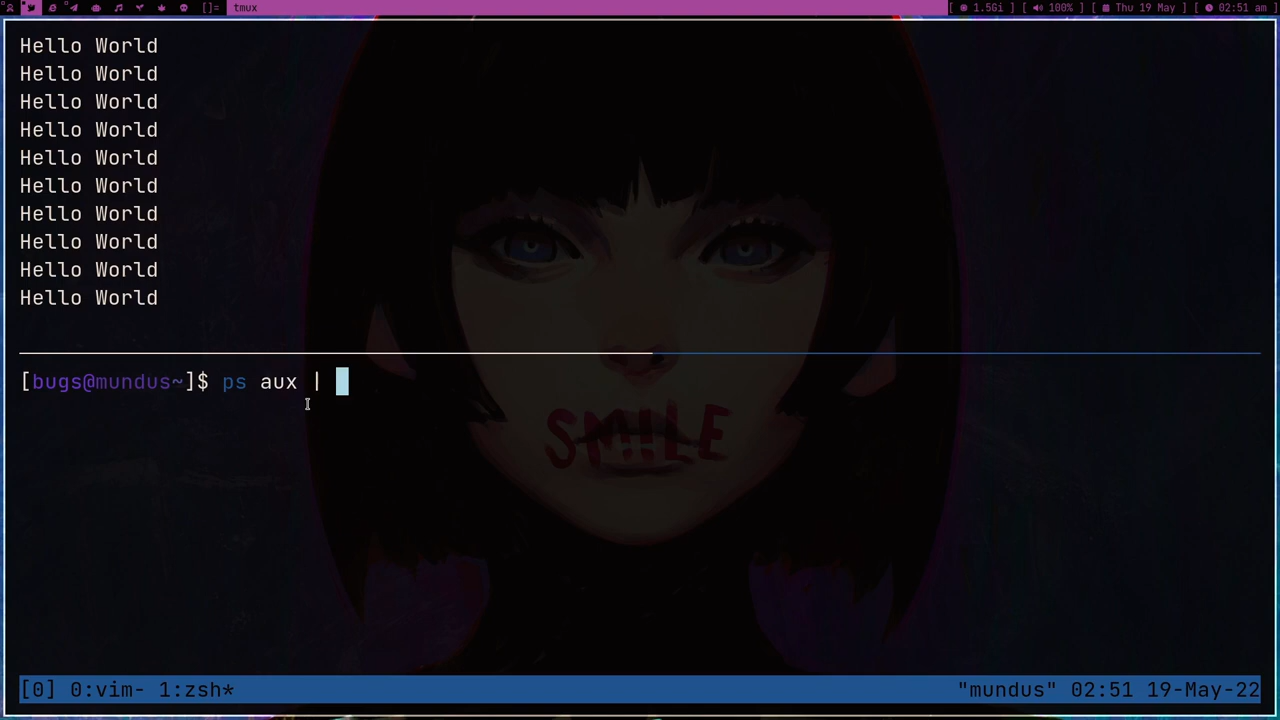 []= tmux [ 1.5Gi ] [ 100% ] [ Thu 19 May ] [ 02:51 am ]
Hello World
Hello World
Hello World
Hello World
Hello World
Hello World
Hello World
Hello World
Hello World
Hello World
[bugs@mundus~]$ ps aux |
SMILE
[0] 0:vim- 1:zsh* "mundus" 02:51 19-May-22